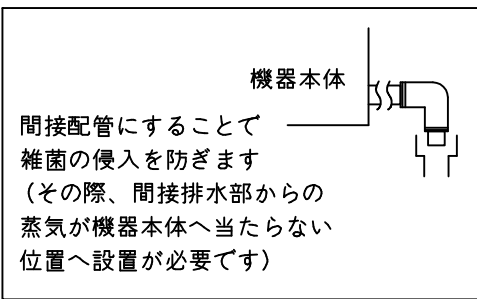 機器本体
間接配管にすることで
雑菌の侵入を防ぎます
（その際、間接排水部からの
蒸気が機器本体へ当たらない
位置へ設置が必要です）